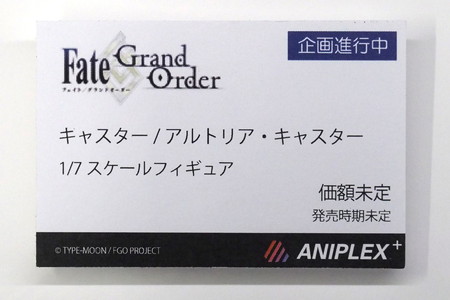 Fate Grand Order
フェイト/グランドオーダー
企画進行中
キャスター / アルトリア・キャスター
1/7 スケールフィギュア
価額未定
発売時期未定
© TYPE-MOON / FGO PROJECT
ANIPLEX+